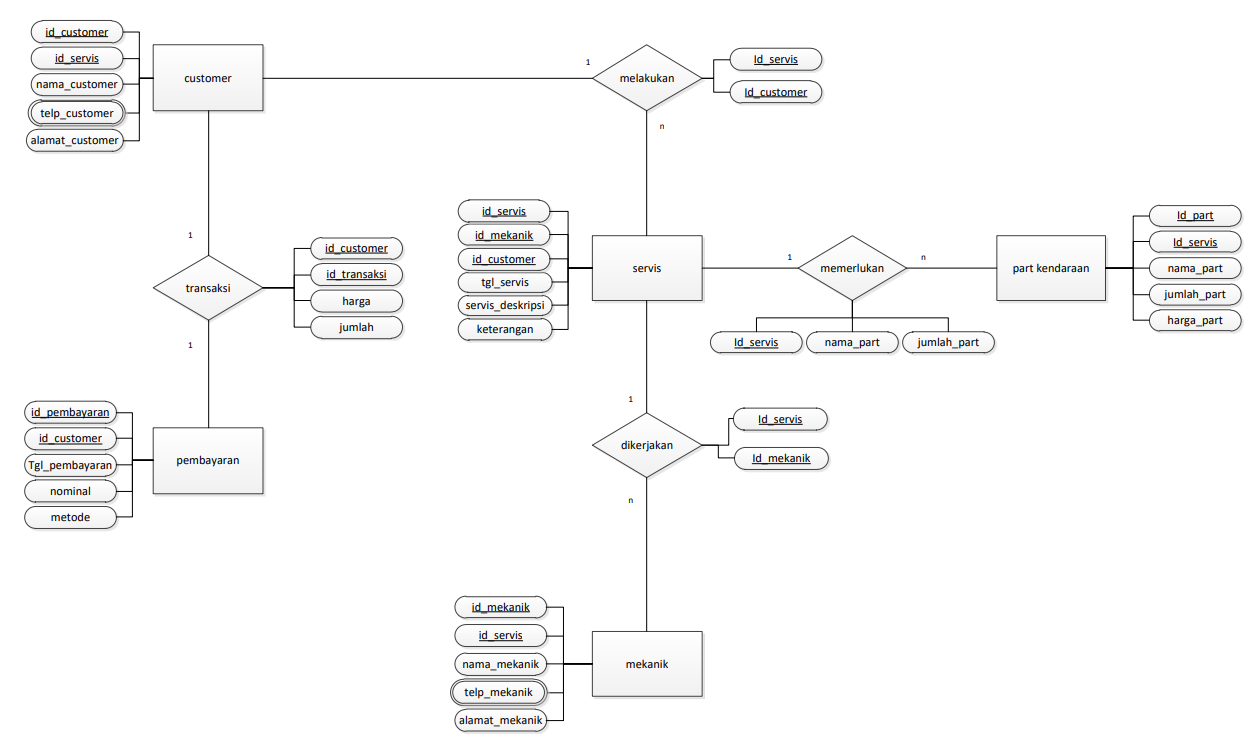 id_customer
id_servis
nama_customer
telp_customer
alamat_customer
customer
1
melakukan
n
Id_servis
Id_customer
1
transaksi
1
id_customer
id_transaksi
harga
jumlah
id_servis
id_mekanik
id_customer
tgl_servis
servis_deskripsi
keterangan
servis
1
memerlukan
n
Id_servis
nama_part
jumlah_part
part kendaraan
Id_part
Id_servis
nama_part
jumlah_part
harga_part
id_pembayaran
id_customer
Tgl_pembayaran
nominal
metode
pembayaran
1
dikerjakan
n
Id_servis
Id_mekanik
id_mekanik
id_servis
nama_mekanik
telp_mekanik
alamat_mekanik
mekanik